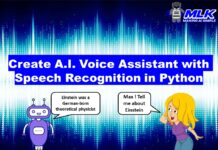 MLK
Create A.I. Voice Assistant with
Speech Recognition in Python
Einstein was a
German-born
theoretical physicist
Max ! Tell
me about
Einstein